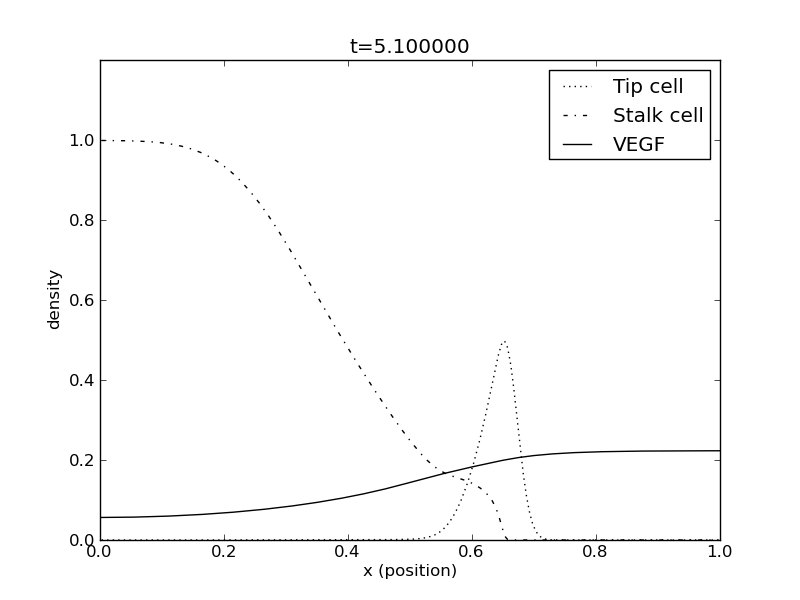 t=5.100000
Tip cell
Stalk cell
VEGF
density
1.0
0.8
0.6
0.4
0.2
0.0
0.0 0.2 0.4 0.6 0.8 1.0
x (position)